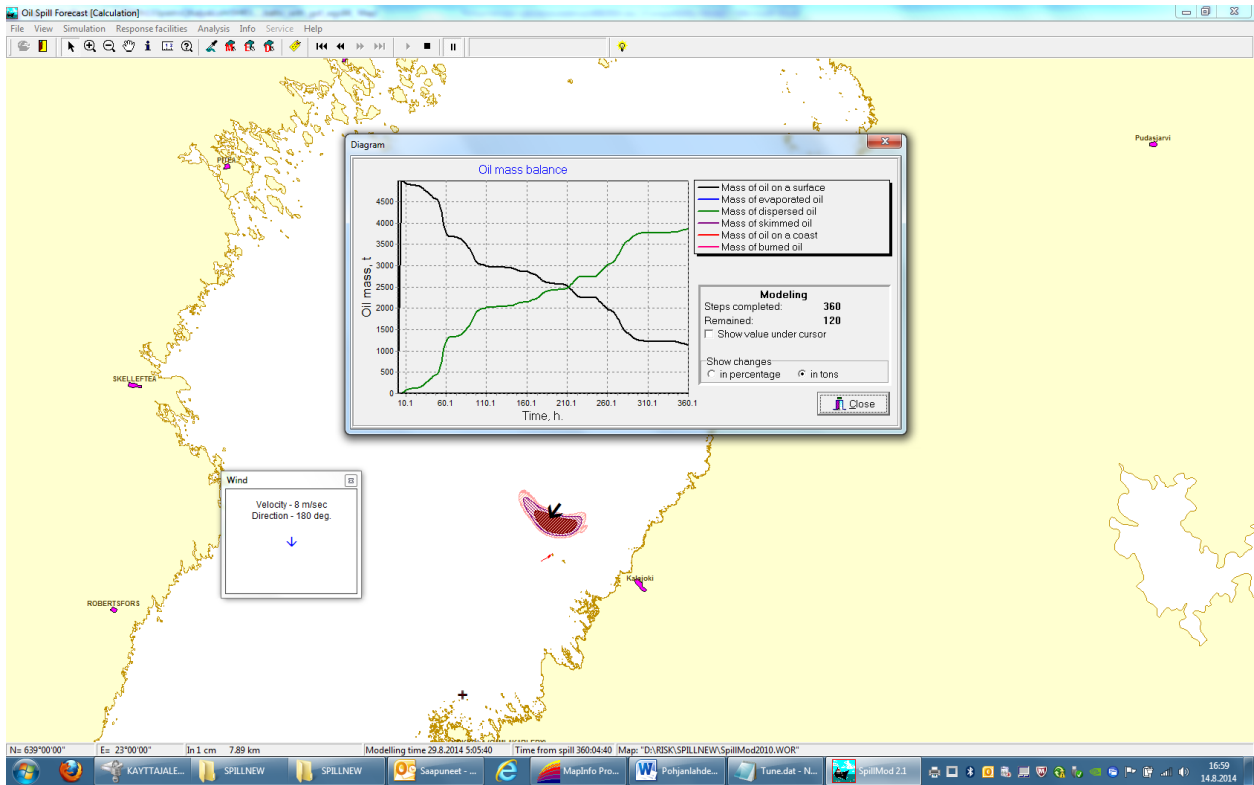 Oil Spill Forecast [Calculation]
File View Simulation Response facilities Analysis Info Service Help
Pudasjarvi
PITEA
SKELLEFTEA
ROBERTSFORS
Kalajoki
Diagram
Oil mass balance
4500
4000
3500
3000
2500
2000
1500
1000
500
0
Oil mass, t
10.1 60.1 110.1 160.1 210.1 260.1 310.1 360.1
Time, h.
Mass of oil on a surface
Mass of evaporated oil
Mass of dispersed oil
Mass of skimmed oil
Mass of oil on a coast
Mass of burned oil
Modeling
Steps completed: 360
Remained: 120
Show value under cursor
Show changes
in percentage in tons
Close
Wind
Velocity - 8 m/sec
Direction - 180 deg.
N= 639°00'00" E= 23°00'00" In 1 cm 7.89 km Modelling time 29.8.2014 5:05:40 Time from spill 360:04:40 Map: "D:\RISK\SPILLNEW\SpillMod2010.WOR"
KAYTTAJALE... SPILLNEW SPILLNEW Saapuneet - ... MapInfo Pro... Pohjanlahde... Tune.dat - N... SpillMod 2.1
16:59
14.8.2014